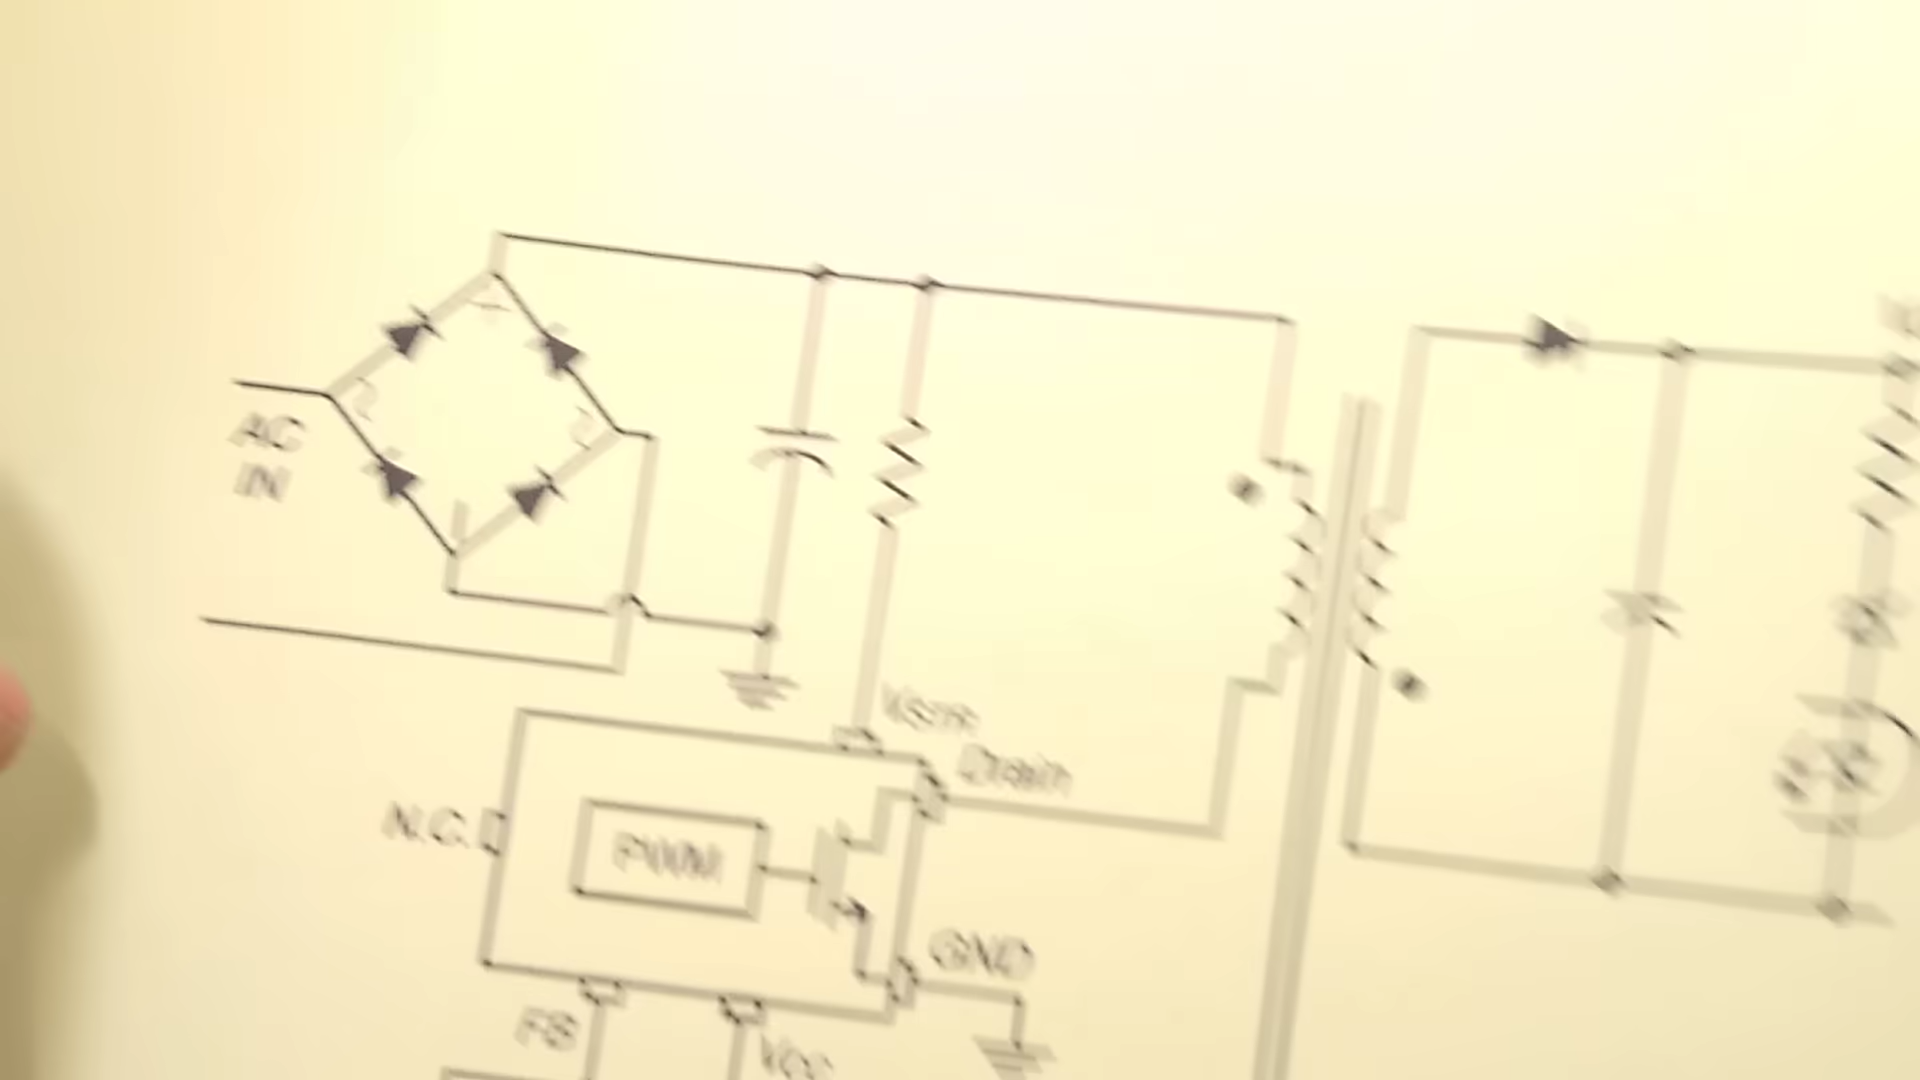 AC
IN
Vstr
Drain
N.C.
PWM
GND
FB
Vcc